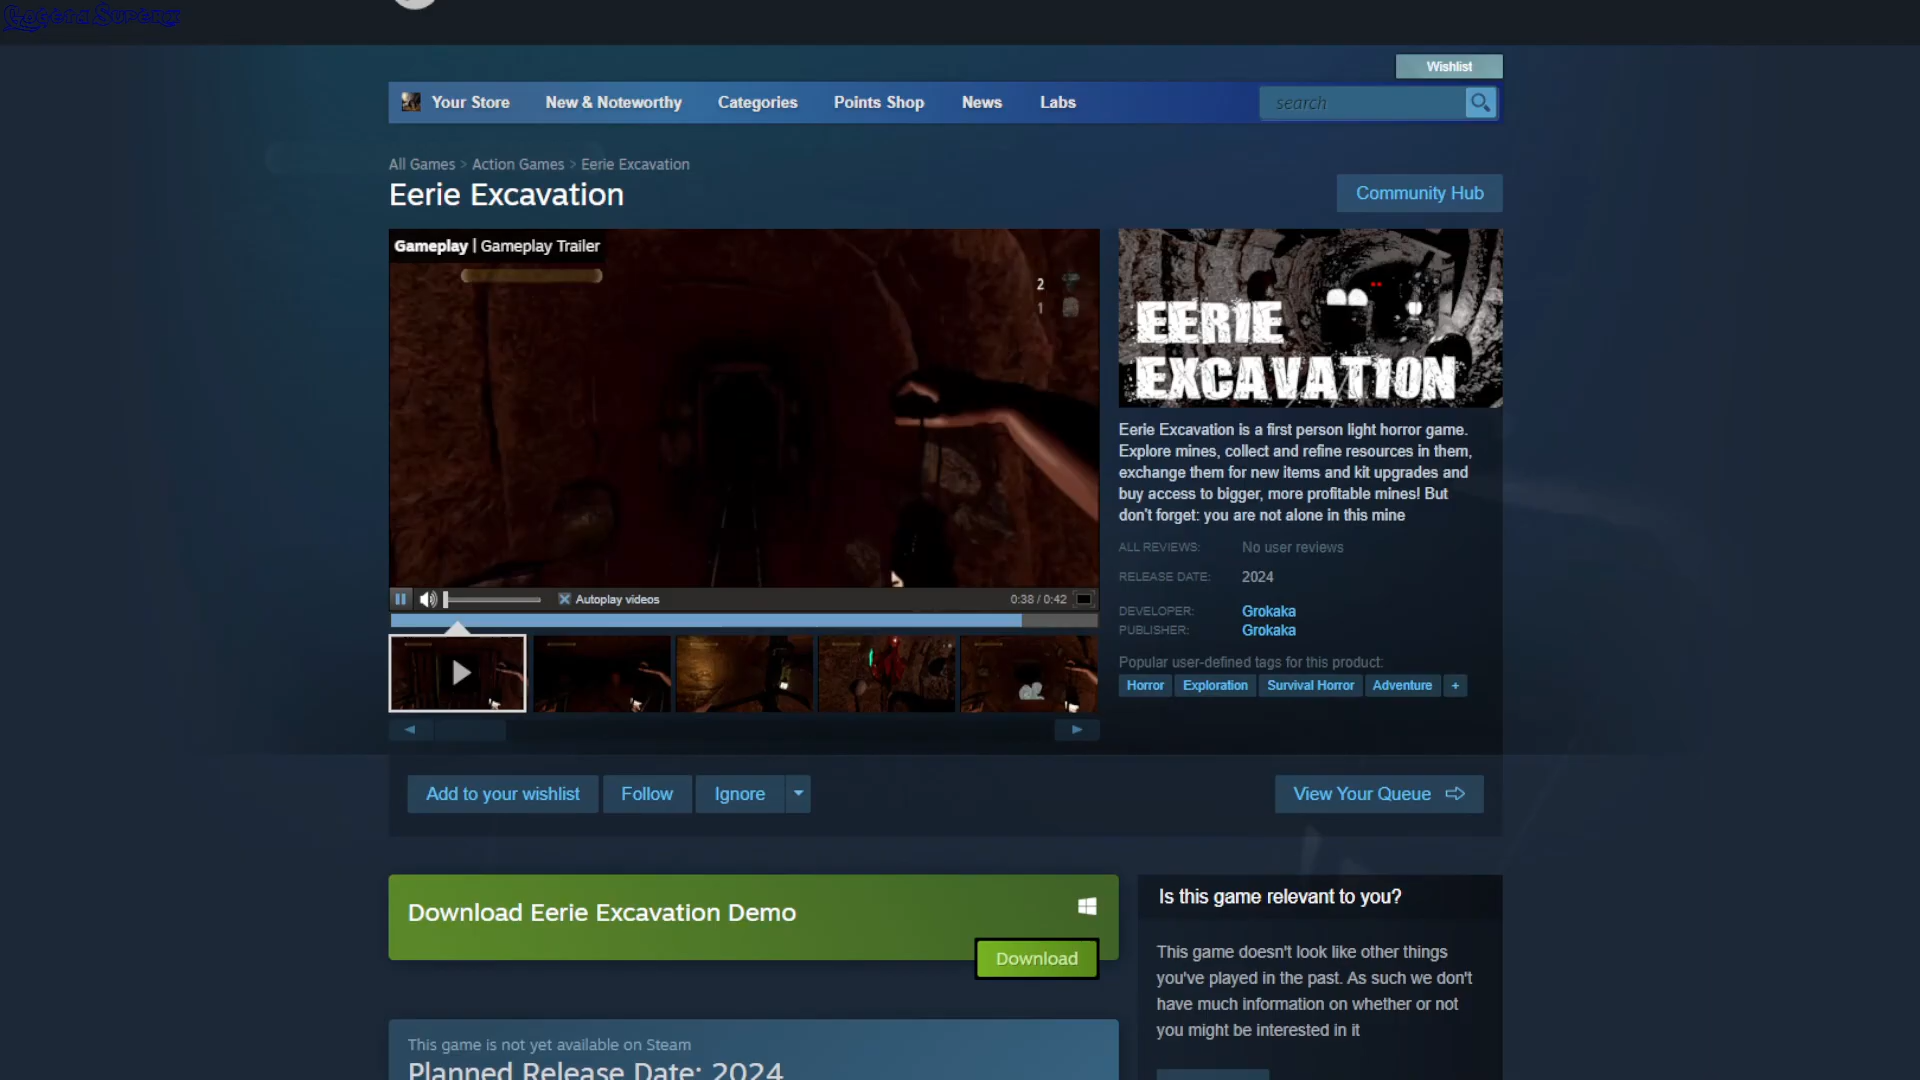 Wishlist
Your Store New & Noteworthy Categories Points Shop News Labs search
All Games > Action Games > Eerie Excavation
Eerie Excavation
Community Hub
Gameplay | Gameplay Trailer
2
1
EERIE
EXCAVATION
Eerie Excavation is a first person light horror game.
Explore mines, collect and refine resources in them,
exchange them for new items and kit upgrades and
buy access to bigger, more profitable mines! But
don't forget: you are not alone in this mine
ALL REVIEWS: No user reviews
RELEASE DATE: 2024
DEVELOPER: Grokaka
PUBLISHER: Grokaka
Popular user-defined tags for this product:
Horror Exploration Survival Horror Adventure +
Autoplay videos 0:38 / 0:42
Add to your wishlist Follow Ignore View Your Queue
Download Eerie Excavation Demo
Download
Is this game relevant to you?
This game doesn't look like other things
you've played in the past. As such we don't
have much information on whether or not
you might be interested in it
This game is not yet available on Steam
Planned Release Date: 2024